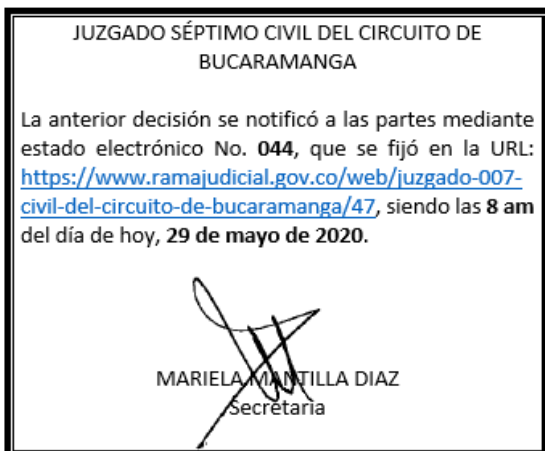 JUZGADO SÉPTIMO CIVIL DEL CIRCUITO DE
BUCARAMANGA
La anterior decisión se notificó a las partes mediante
estado electrónico No. 044, que se fijó en la URL:
https://www.ramajudicial.gov.co/web/juzgado-007-
civil-del-circuito-de-bucaramanga/47, siendo las 8 am
del día de hoy, 29 de mayo de 2020.
MARIELA MANTILLA DIAZ
Secretaria